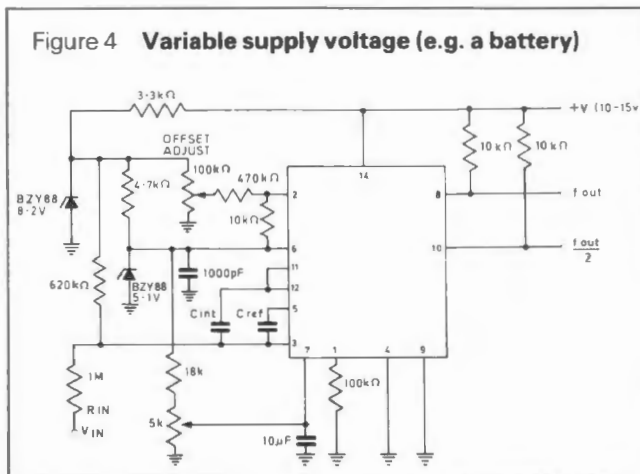 Figure 4 Variable supply voltage (e.g. a battery)
3·3kΩ
+V (10-15v
OFFSET
ADJUST
100kΩ
470kΩ
10kΩ
10kΩ
14
4·7kΩ
2
8
f out
BZY88
8-2V
10kΩ
6
10
f out
2
11
1000pF
12
BZY88
5·1V
620kΩ
5
Cint
Cref
3
7
1
4
9
1M
18k
100kΩ
RIN
5k
VIN
10µF